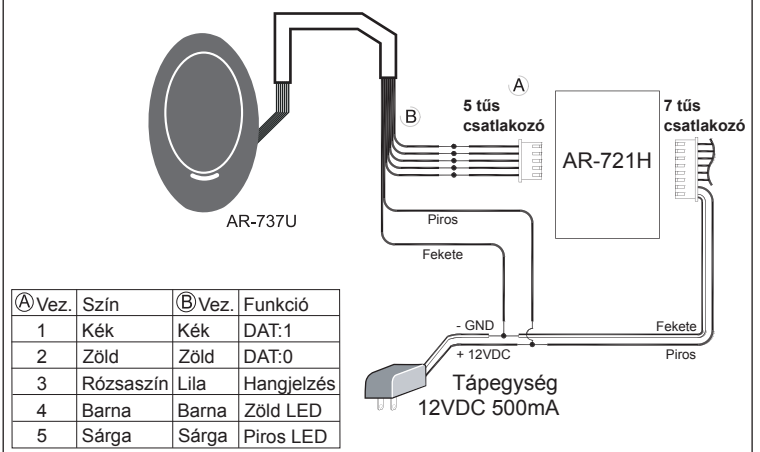 A
5 tűs
csatlakozó
7 tűs
csatlakozó
B
AR-721H
AR-737U
Piros
Fekete
- GND
Fekete
+ 12VDC
Piros
Tápegység
12VDC 500mA
A Vez. Szín B Vez. Funkció
1 Kék Kék DAT:1
2 Zöld Zöld DAT:0
3 Rózsaszín Lila Hangjelzés
4 Barna Barna Zöld LED
5 Sárga Sárga Piros LED